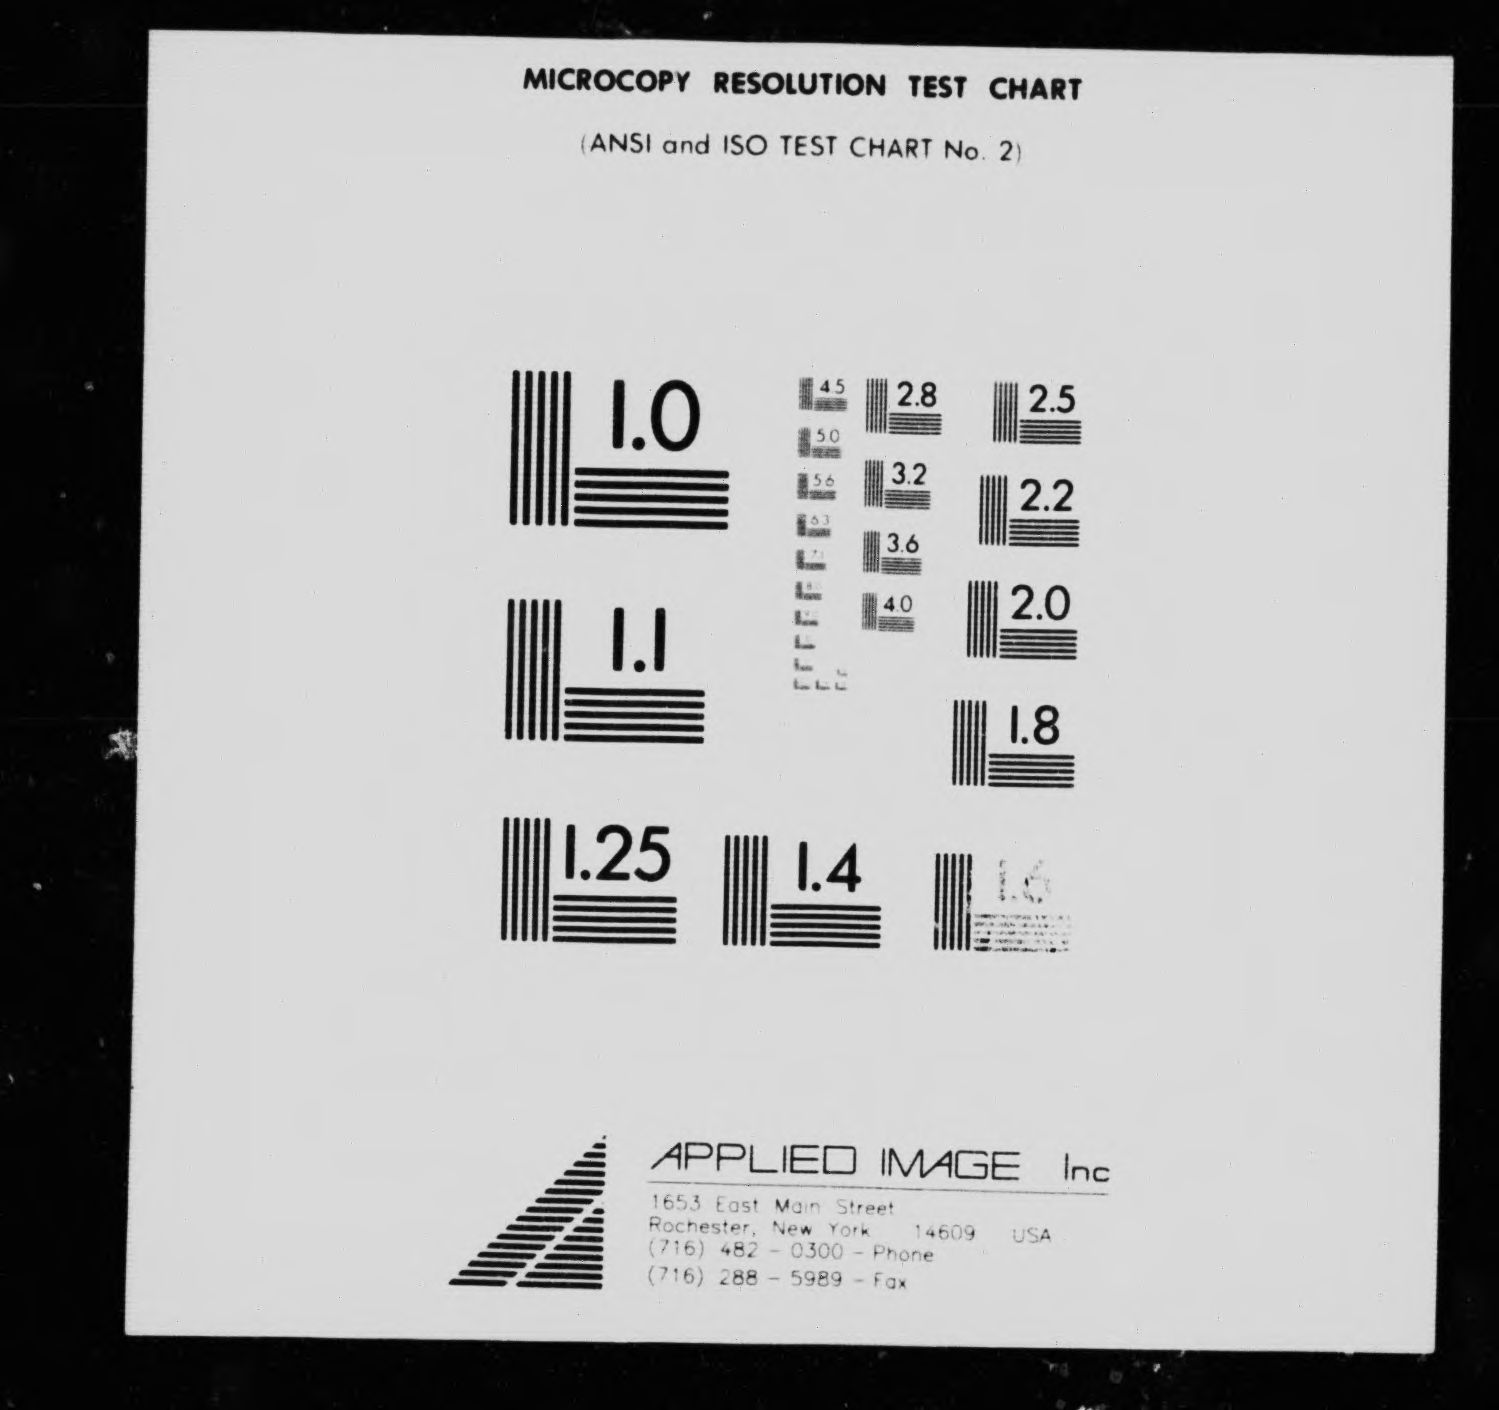 MICROCOPY RESOLUTION TEST CHART
(ANSI and ISO TEST CHART No. 2)
1.0
4.5
2.8
2.5
5.0
5.6
3.2
2.2
6.3
3.6
7.1
4.0
2.0
1.1
1.8
1.25
1.4
1.6
APPLIED IMAGE Inc
1653 East Main Street
Rochester, New York 14609 USA
(716) 482 - 0300 - Phone
(716) 288 - 5989 - Fax